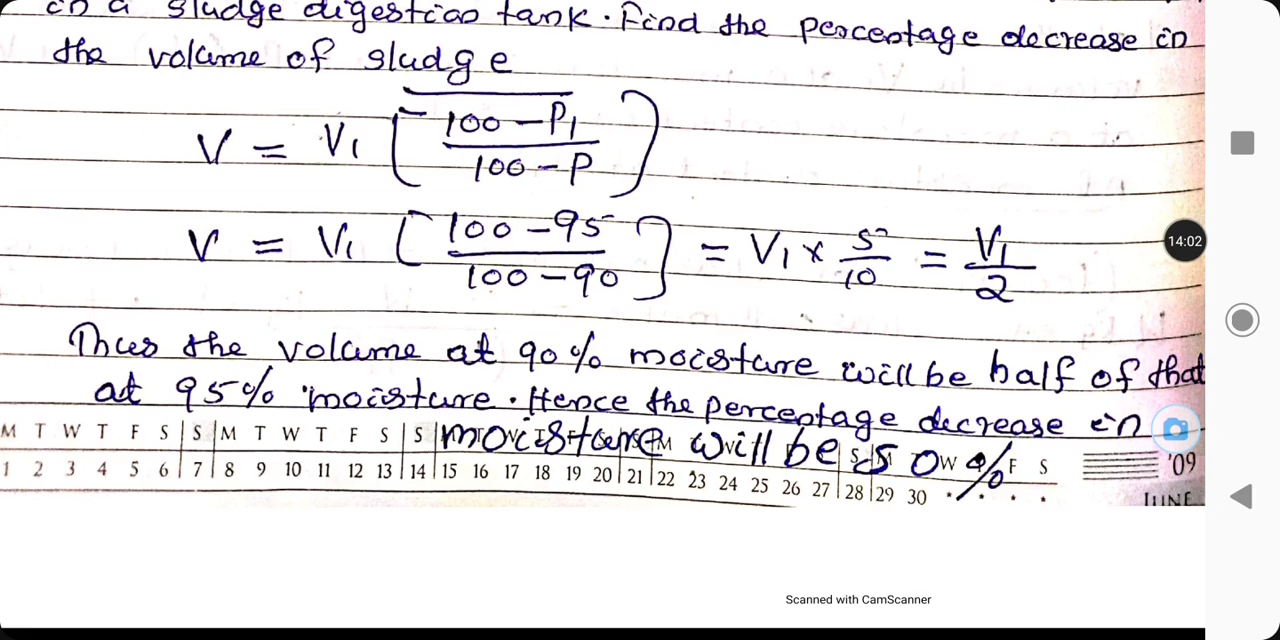 in a sludge digestion tank. Find the percentage decrease in
the volume of sludge
V = V1 [ 100 - P1 / 100 - P ]
V = V1 [ 100 - 95 / 100 - 90 ] = V1 × 5 / 10 = V1 / 2
14:02
Thus the volume at 90% moisture will be half of that
at 95% moisture. Hence the percentage decrease in
moisture will be 50%
M T W T F S S M T W T F S S M W F S
1 2 3 4 5 6 7 8 9 10 11 12 13 14 15 16 17 18 19 20 21 22 23 24 25 26 27 28 29 30 '09
JUNE
Scanned with CamScanner